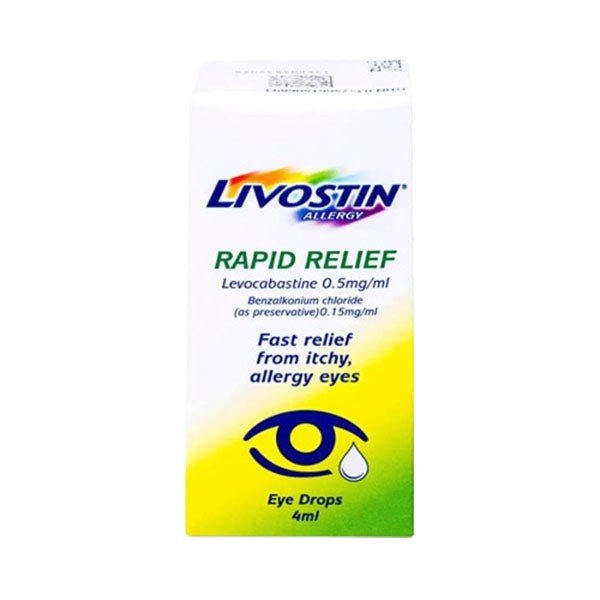 LIVOSTIN®
ALLERGY
RAPID RELIEF
Levocabastine 0.5mg/ml
Benzalkonium chloride
(as preservative)0.15mg/ml
Fast relief
from itchy,
allergy eyes
Eye Drops
4ml